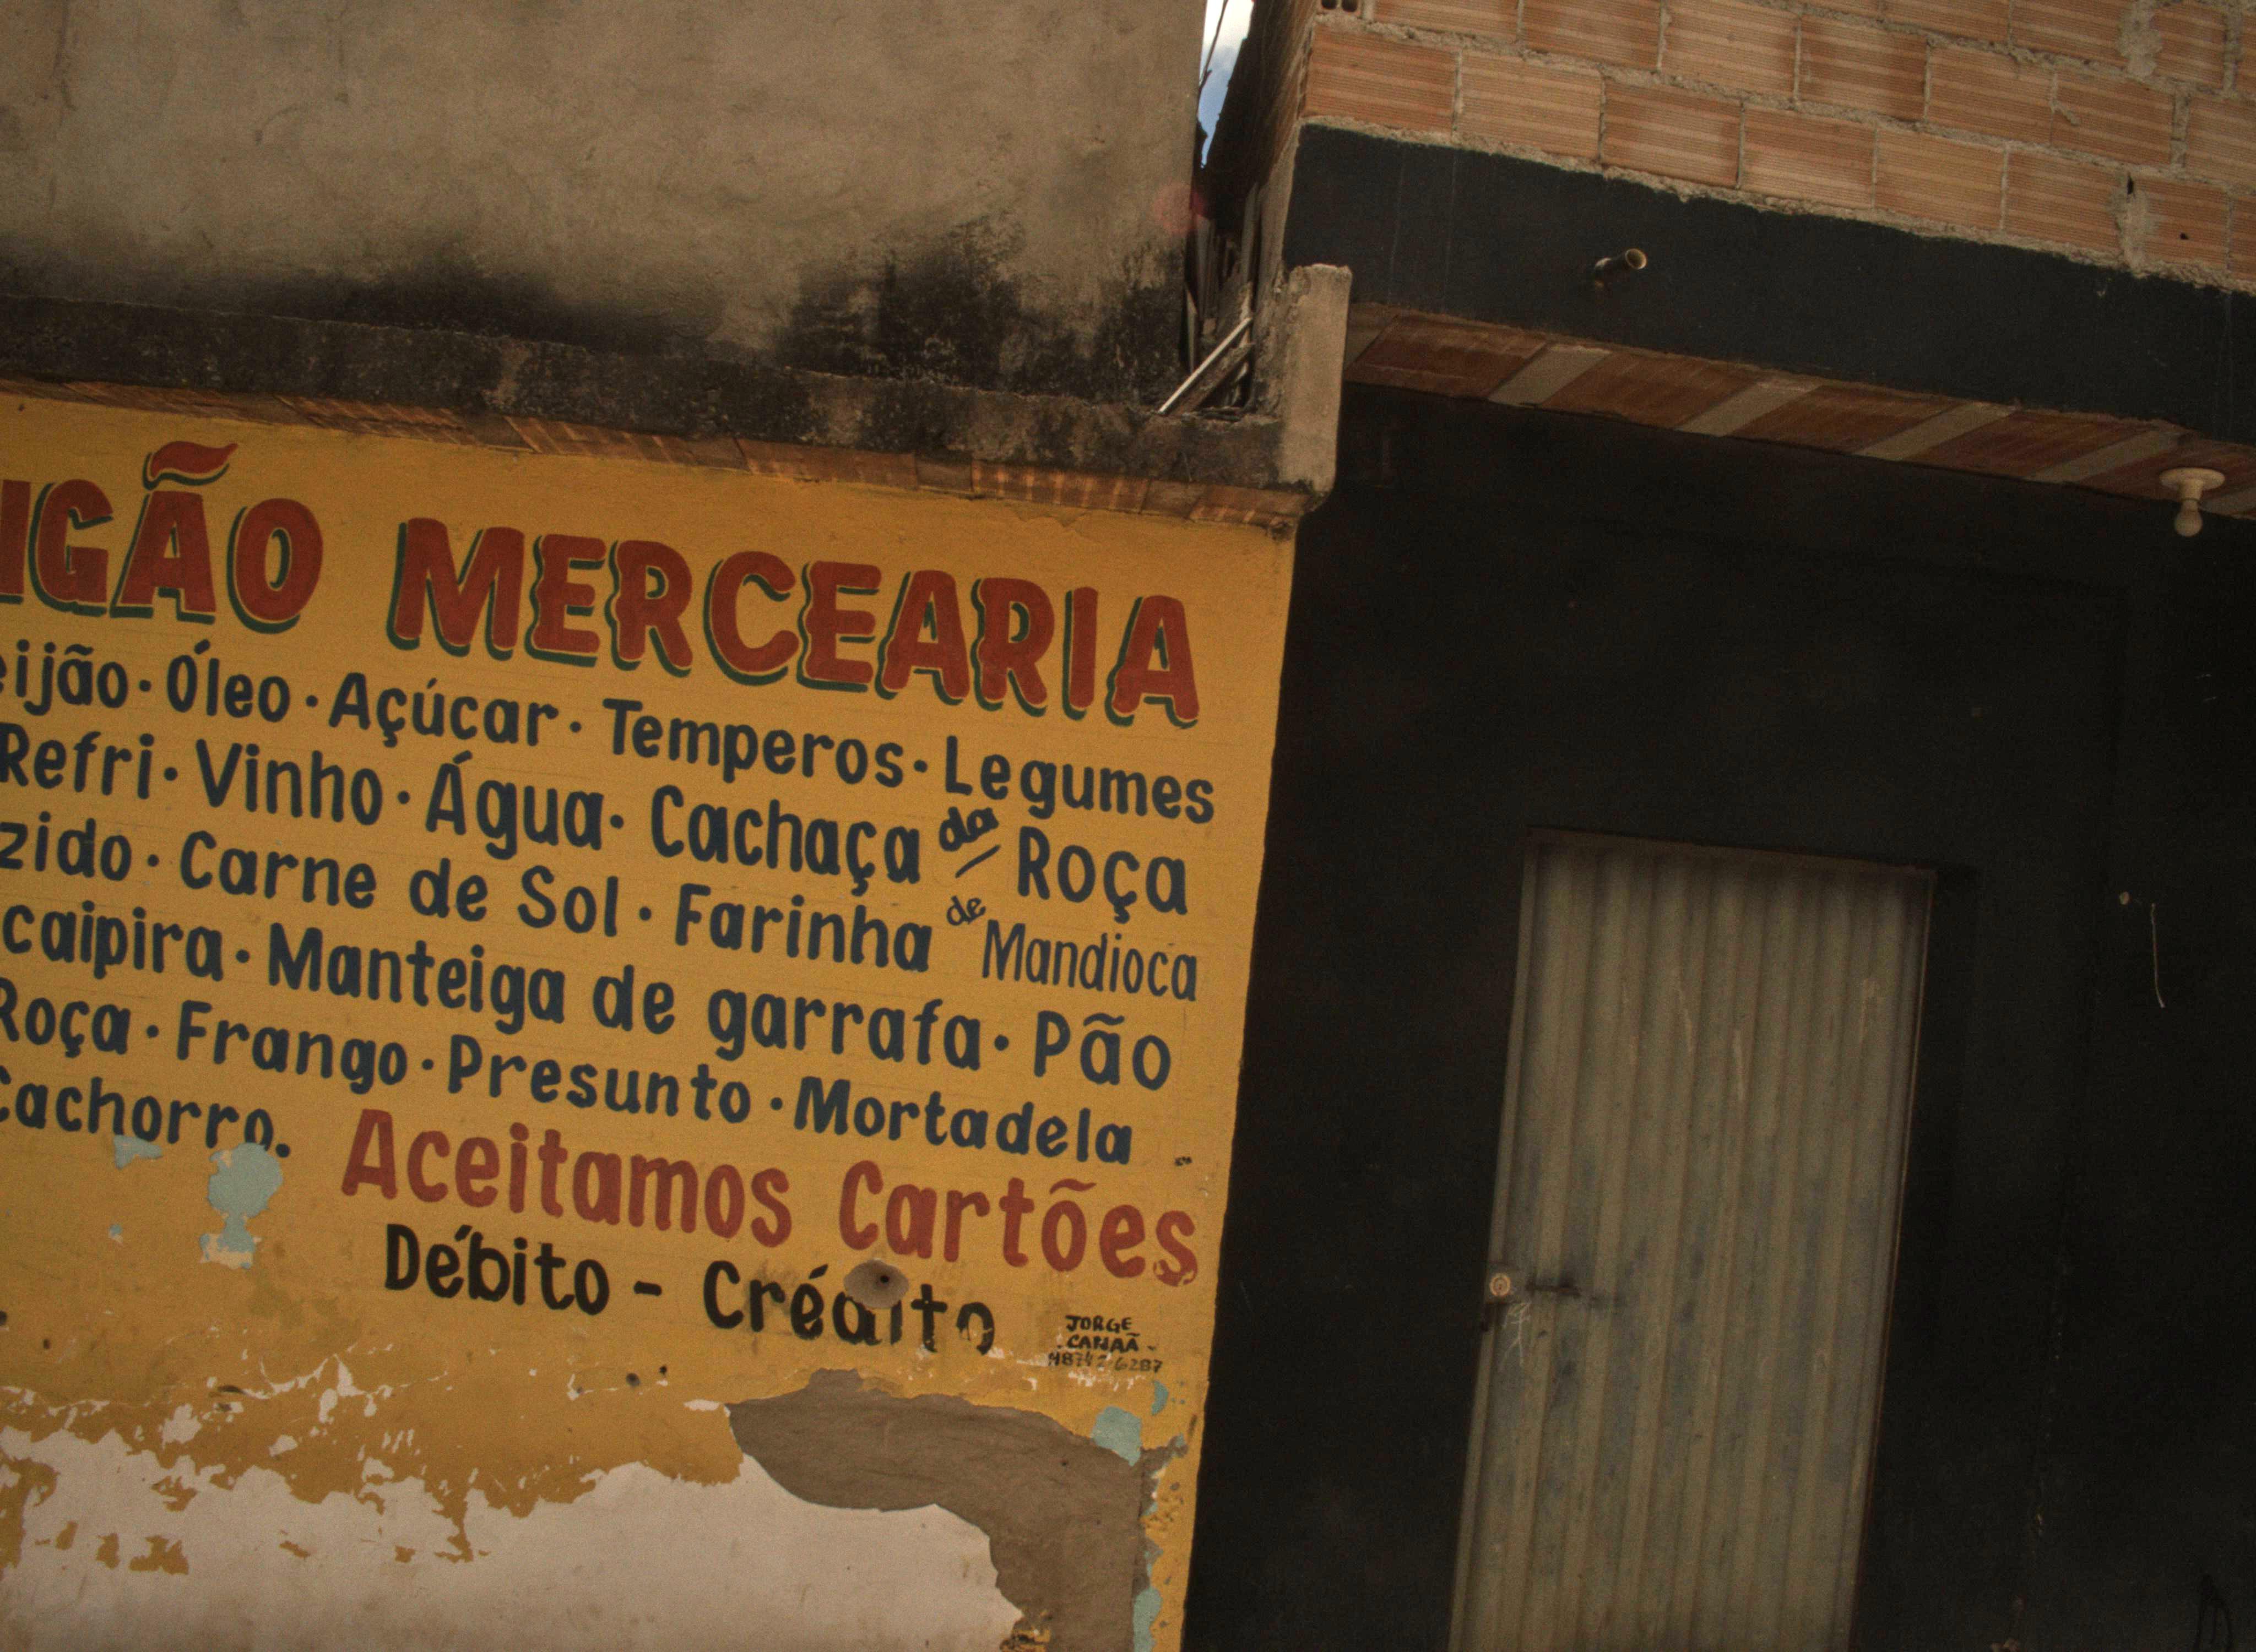 IGÃO MERCEARIA
eijão · Óleo · Açúcar · Temperos · Legumes
Refri · Vinho · Água · Cachaça da Roça
zido · Carne de Sol · Farinha de Mandioca
caipira · Manteiga de garrafa · Pão
Roça · Frango · Presunto · Mortadela
Cachorro.
Aceitamos Cartões
Débito - Crédito
JORGE
CANAÃ